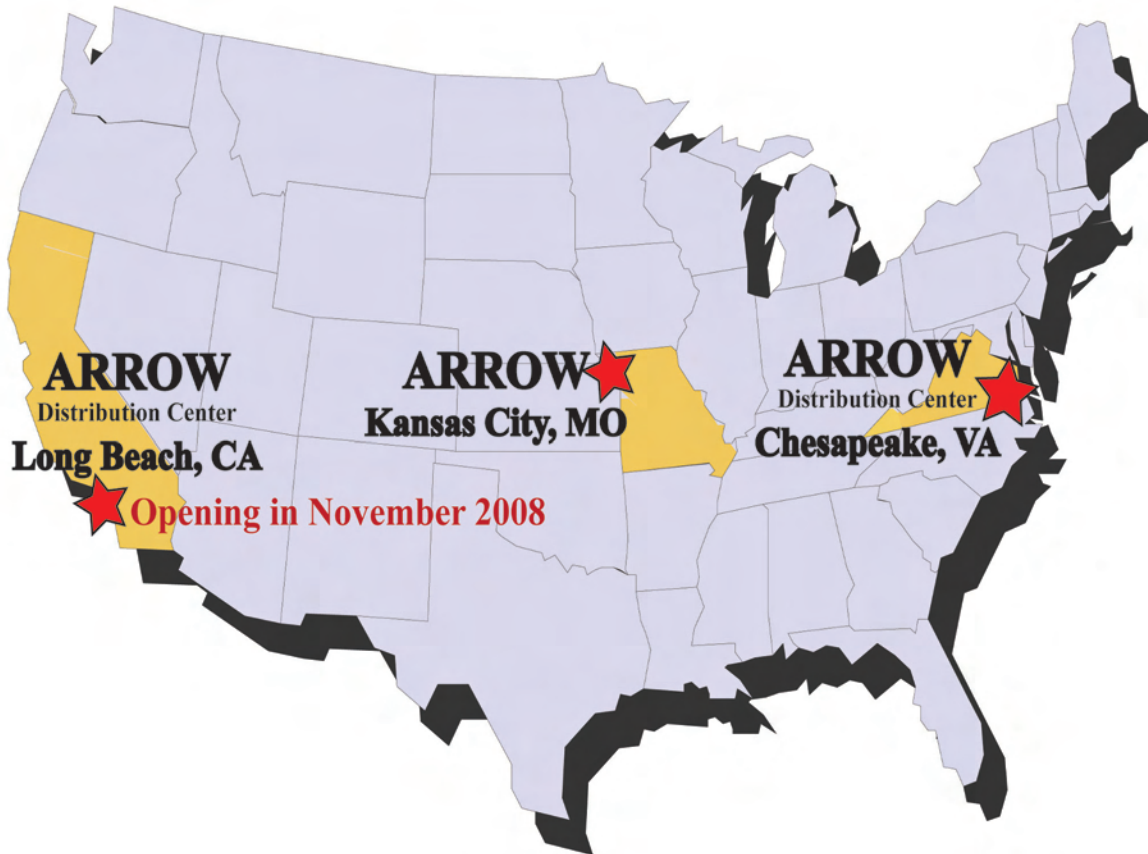 ARROW
Distribution Center
Long Beach, CA
Opening in November 2008
ARROW
Kansas City, MO
ARROW
Distribution Center
Chesapeake, VA